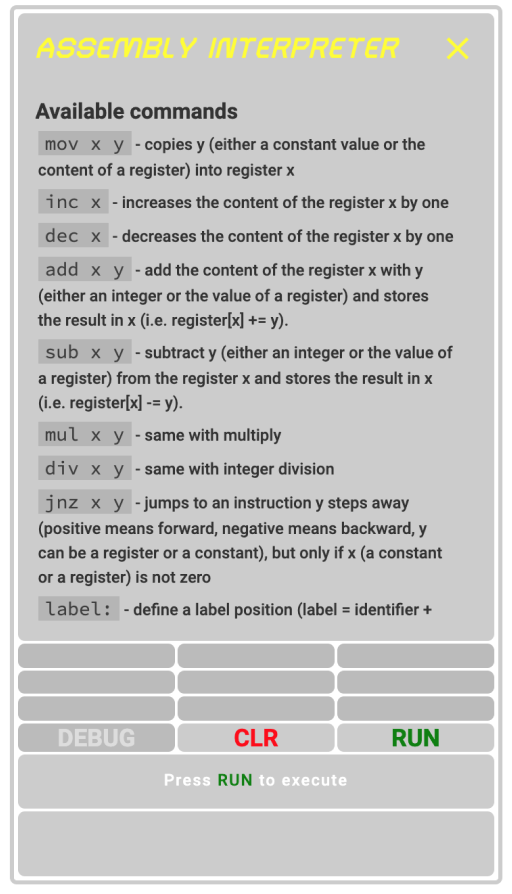 ASSEMBLY INTERPRETER
Available commands
mov x y - copies y (either a constant value or the
content of a register) into register x
inc x - increases the content of the register x by one
dec x - decreases the content of the register x by one
add x y - add the content of the register x with y
(either an integer or the value of a register) and stores
the result in x (i.e. register[x] += y).
sub x y - subtract y (either an integer or the value of
a register) from the register x and stores the result in x
(i.e. register[x] -= y).
mul x y - same with multiply
div x y - same with integer division
jnz x y - jumps to an instruction y steps away
(positive means forward, negative means backward, y
can be a register or a constant), but only if x (a constant
or a register) is not zero
label: - define a label position (label = identifier +
DEBUG CLR RUN
Press RUN to execute